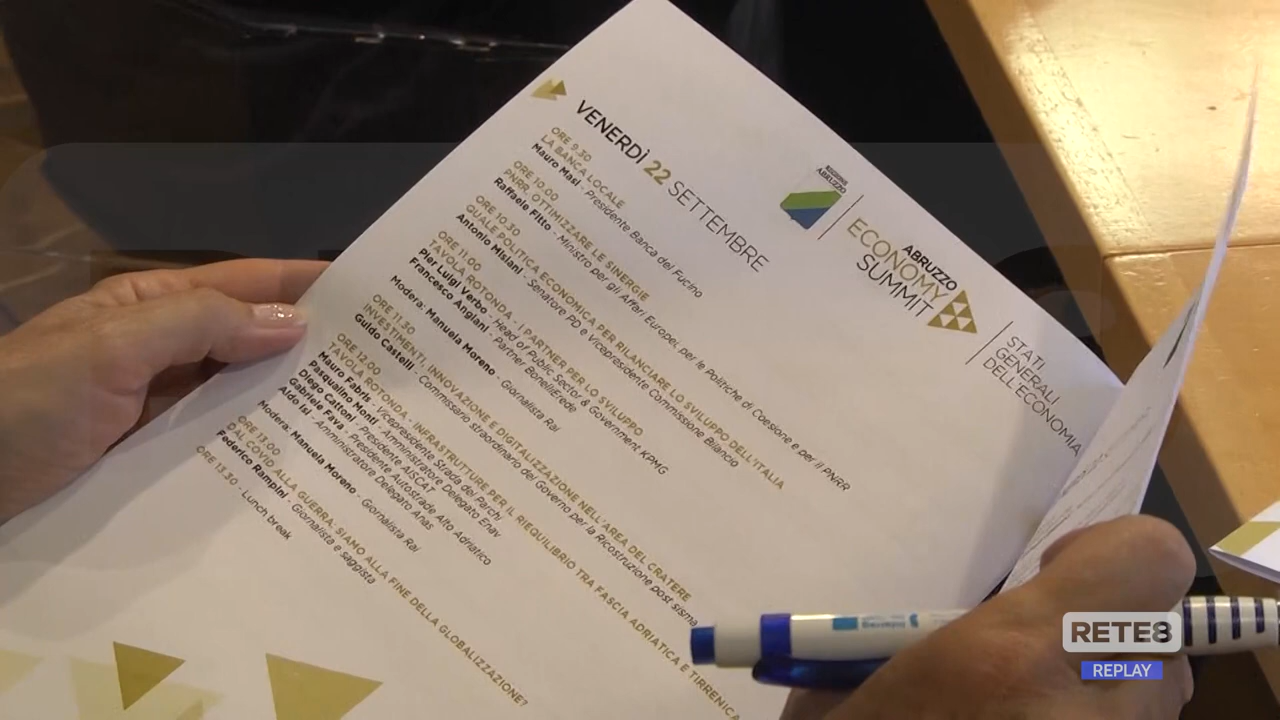 VENERDÌ 22 SETTEMBRE
REGIONE
ABRUZZO
ABRUZZO
ECONOMY
SUMMIT
STATI
GENERALI
DELL'ECONOMIA
ORE 9.30
LA BANCA LOCALE
Mauro Masi - Presidente Banca del Fucino
ORE 10.00
PNRR, OTTIMIZZARE LE SINERGIE
Raffaele Fitto - Ministro per gli Affari Europei, per le Politiche di Coesione e per il PNRR
ORE 10.30
QUALE POLITICA ECONOMICA PER RILANCIARE LO SVILUPPO DELL'ITALIA
Antonio Misiani - Senatore PD e Vicepresidente Commissione Bilancio
ORE 11.00
TAVOLA ROTONDA - I PARTNER PER LO SVILUPPO
Pier Luigi Verbo - Head of Public Sector & Government KPMG
Francesco Angiani - Partner BonelliErede
Modera: Manuela Moreno - Giornalista Rai
ORE 11.30
INVESTIMENTI, INNOVAZIONE E DIGITALIZZAZIONE NELL'AREA DEL CRATERE
Guido Castelli - Commissario straordinario del Governo per la Ricostruzione post sisma
ORE 12.00
TAVOLA ROTONDA - INFRASTRUTTURE PER IL RIEQUILIBRIO TRA FASCIA ADRIATICA E TIRRENICA
Mauro Fabris - Vicepresidente Strada dei Parchi
Pasqualino Monti - Amministratore Delegato Enav
Diego Cattoni - Presidente AISCAT
Gabriele Fava - Presidente Autostrade Alto Adriatico
Aldo Isi - Amministratore Delegato Anas
Modera: Manuela Moreno - Giornalista Rai
ORE 13.00
DAL COVID ALLA GUERRA: SIAMO ALLA FINE DELLA GLOBALIZZAZIONE?
Federico Rampini - Giornalista e saggista
ORE 13.30 - Lunch break
RETE8
REPLAY